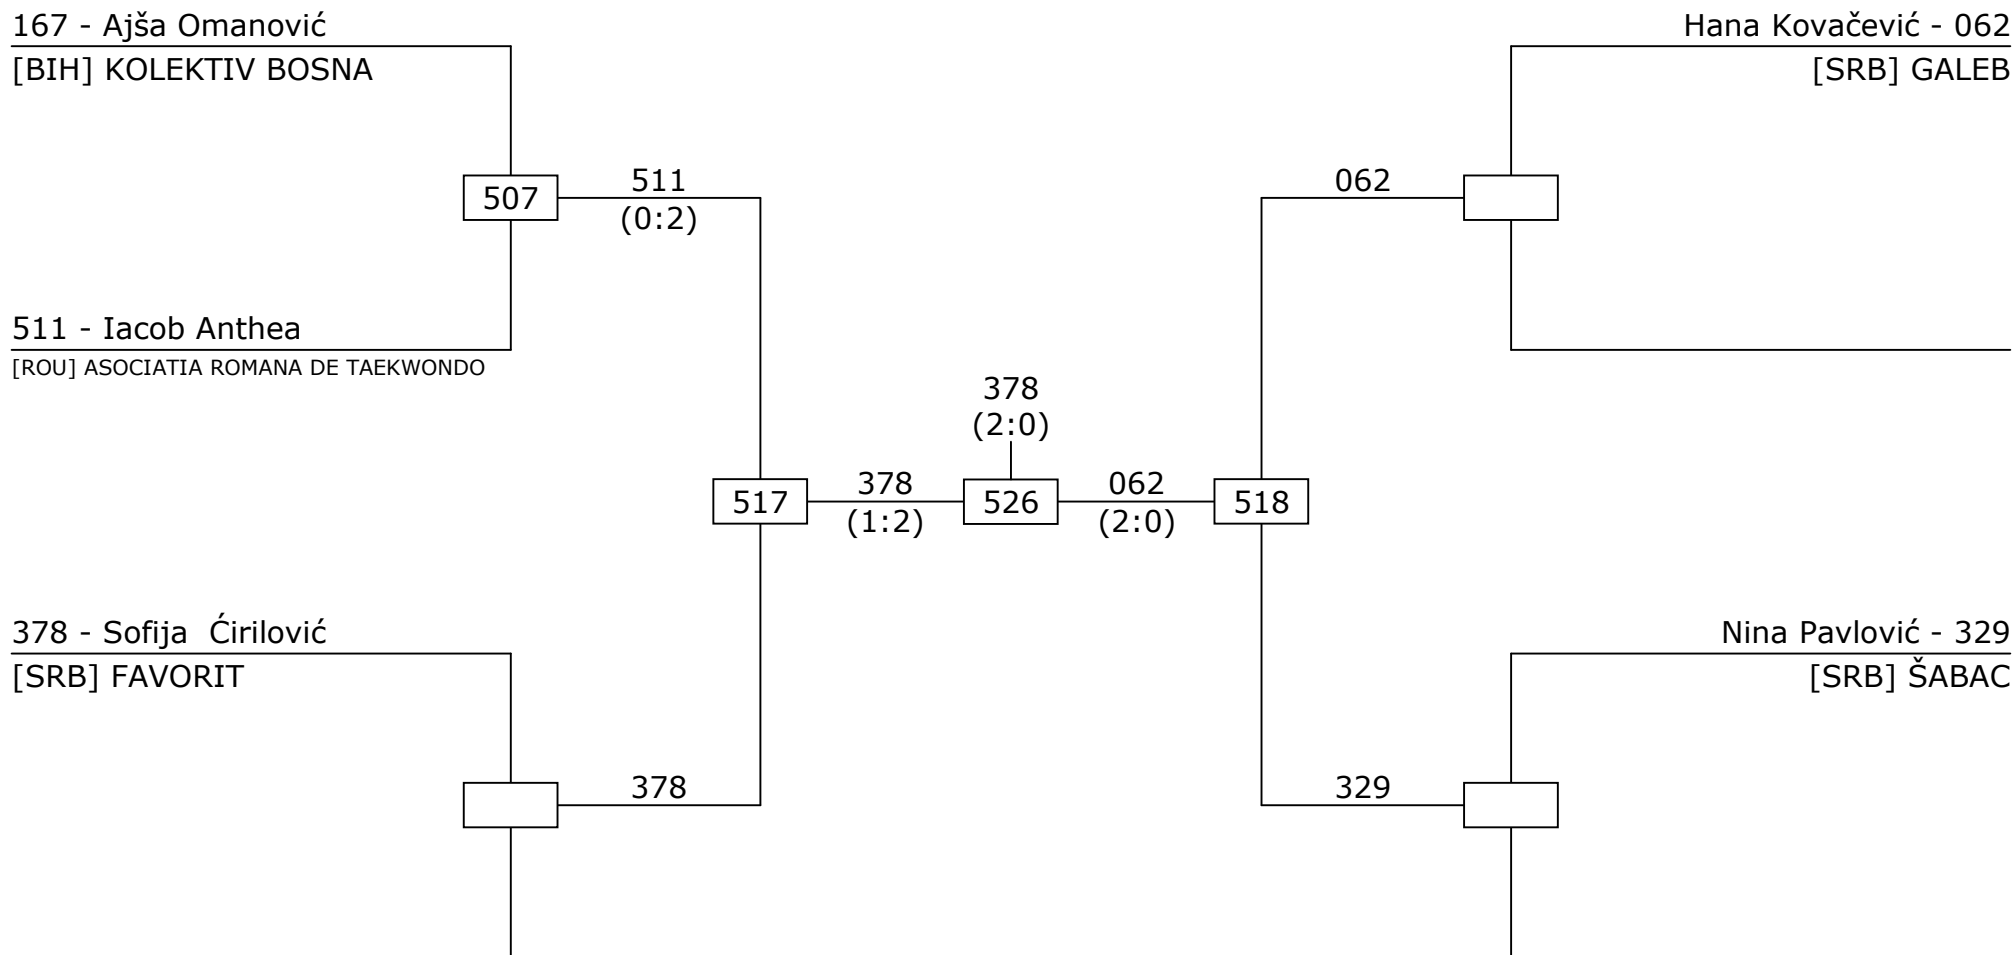 167 - Ajša Omanović
[BIH] KOLEKTIV BOSNA
Hana Kovačević - 062
[SRB] GALEB
507
511
(0:2)
062
511 - Iacob Anthea
[ROU] ASOCIATIA ROMANA DE TAEKWONDO
378
(2:0)
517
378
(1:2)
526
062
(2:0)
518
378 - Sofija  Ćirilović
[SRB] FAVORIT
Nina Pavlović - 329
[SRB] ŠABAC
378
329